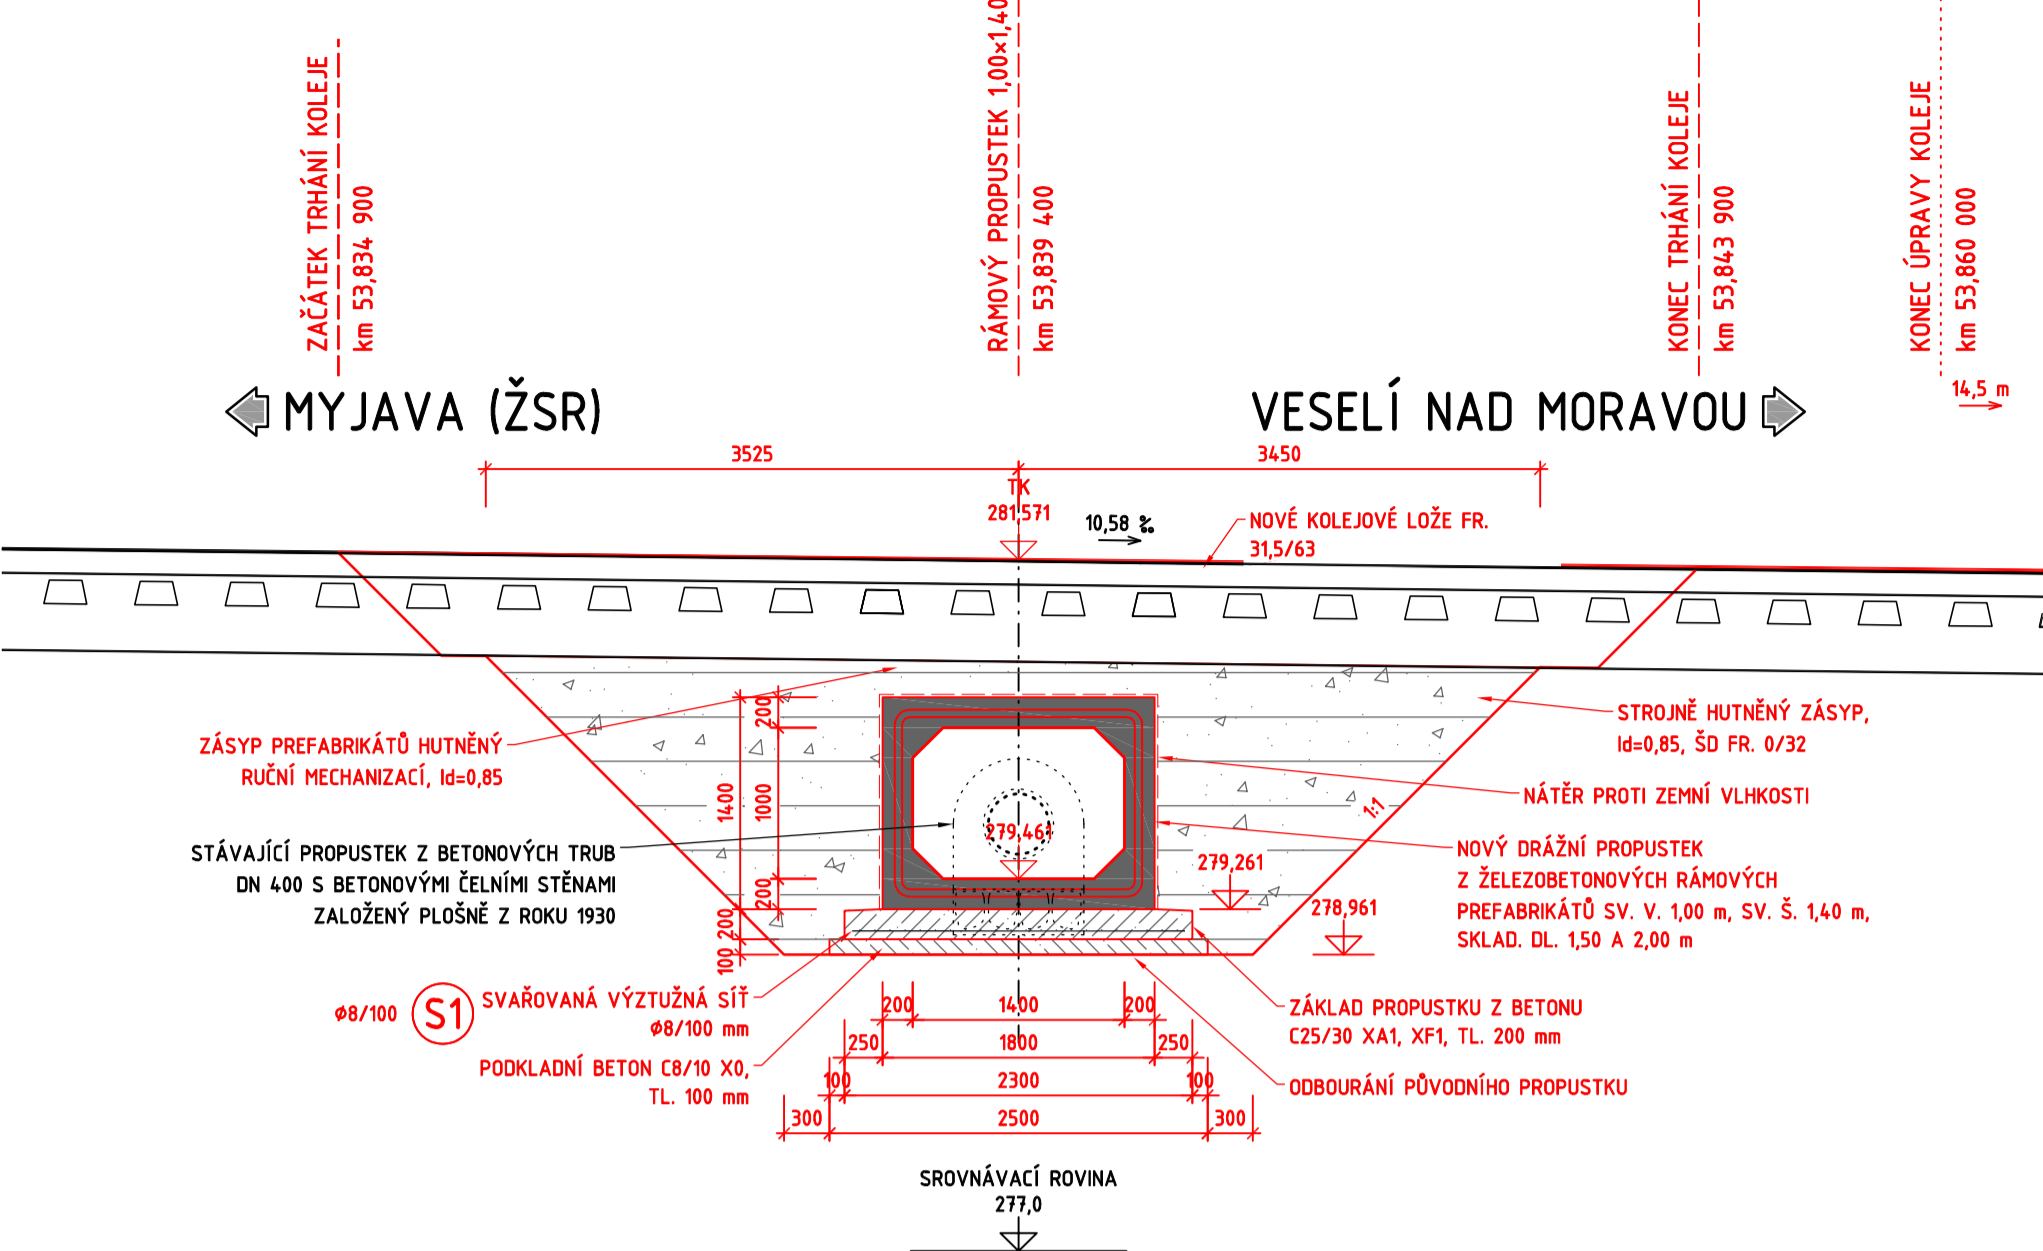 ZAČÁTEK TRHÁNÍ KOLEJE
km 53,834 900
RÁMOVÝ PROPUSTEK 1,00×1,40
km 53,839 400
KONEC TRHÁNÍ KOLEJE
km 53,843 900
KONEC ÚPRAVY KOLEJE
km 53,860 000
14,5 m
MYJAVA (ŽSR)
VESELÍ NAD MORAVOU
3525
3450
TK
281,571
10,58 ‰
NOVÉ KOLEJOVÉ LOŽE FR.
31,5/63
ZÁSYP PREFABRIKÁTŮ HUTNĚNÝ
RUČNÍ MECHANIZACÍ, Id=0,85
STROJNĚ HUTNĚNÝ ZÁSYP,
Id=0,85, ŠD FR. 0/32
NÁTĚR PROTI ZEMNÍ VLHKOSTI
1:1
200
1400
1000
200
200
100
279,461
279,261
278,961
STÁVAJÍCÍ PROPUSTEK Z BETONOVÝCH TRUB
DN 400 S BETONOVÝMI ČELNÍMI STĚNAMI
ZALOŽENÝ PLOŠNĚ Z ROKU 1930
NOVÝ DRÁŽNÍ PROPUSTEK
Z ŽELEZOBETONOVÝCH RÁMOVÝCH
PREFABRIKÁTŮ SV. V. 1,00 m, SV. Š. 1,40 m,
SKLAD. DL. 1,50 A 2,00 m
ø8/100
S1
SVAŘOVANÁ VÝZTUŽNÁ SÍŤ
ø8/100 mm
PODKLADNÍ BETON C8/10 X0,
TL. 100 mm
ZÁKLAD PROPUSTKU Z BETONU
C25/30 XA1, XF1, TL. 200 mm
ODBOURÁNÍ PŮVODNÍHO PROPUSTKU
200 1400 200
250 1800 250
100 2300 100
300 2500 300
SROVNÁVACÍ ROVINA
277,0